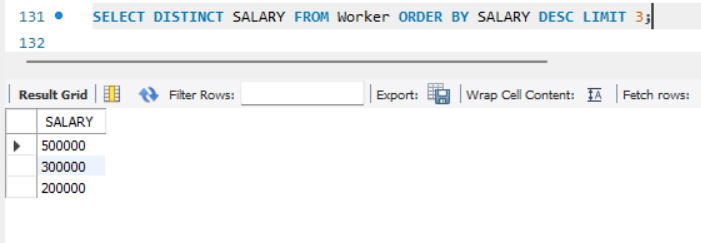 131 SELECT DISTINCT SALARY FROM Worker ORDER BY SALARY DESC LIMIT 3;
132
Result Grid Filter Rows: Export: Wrap Cell Content: IA Fetch rows:
SALARY
500000
300000
200000